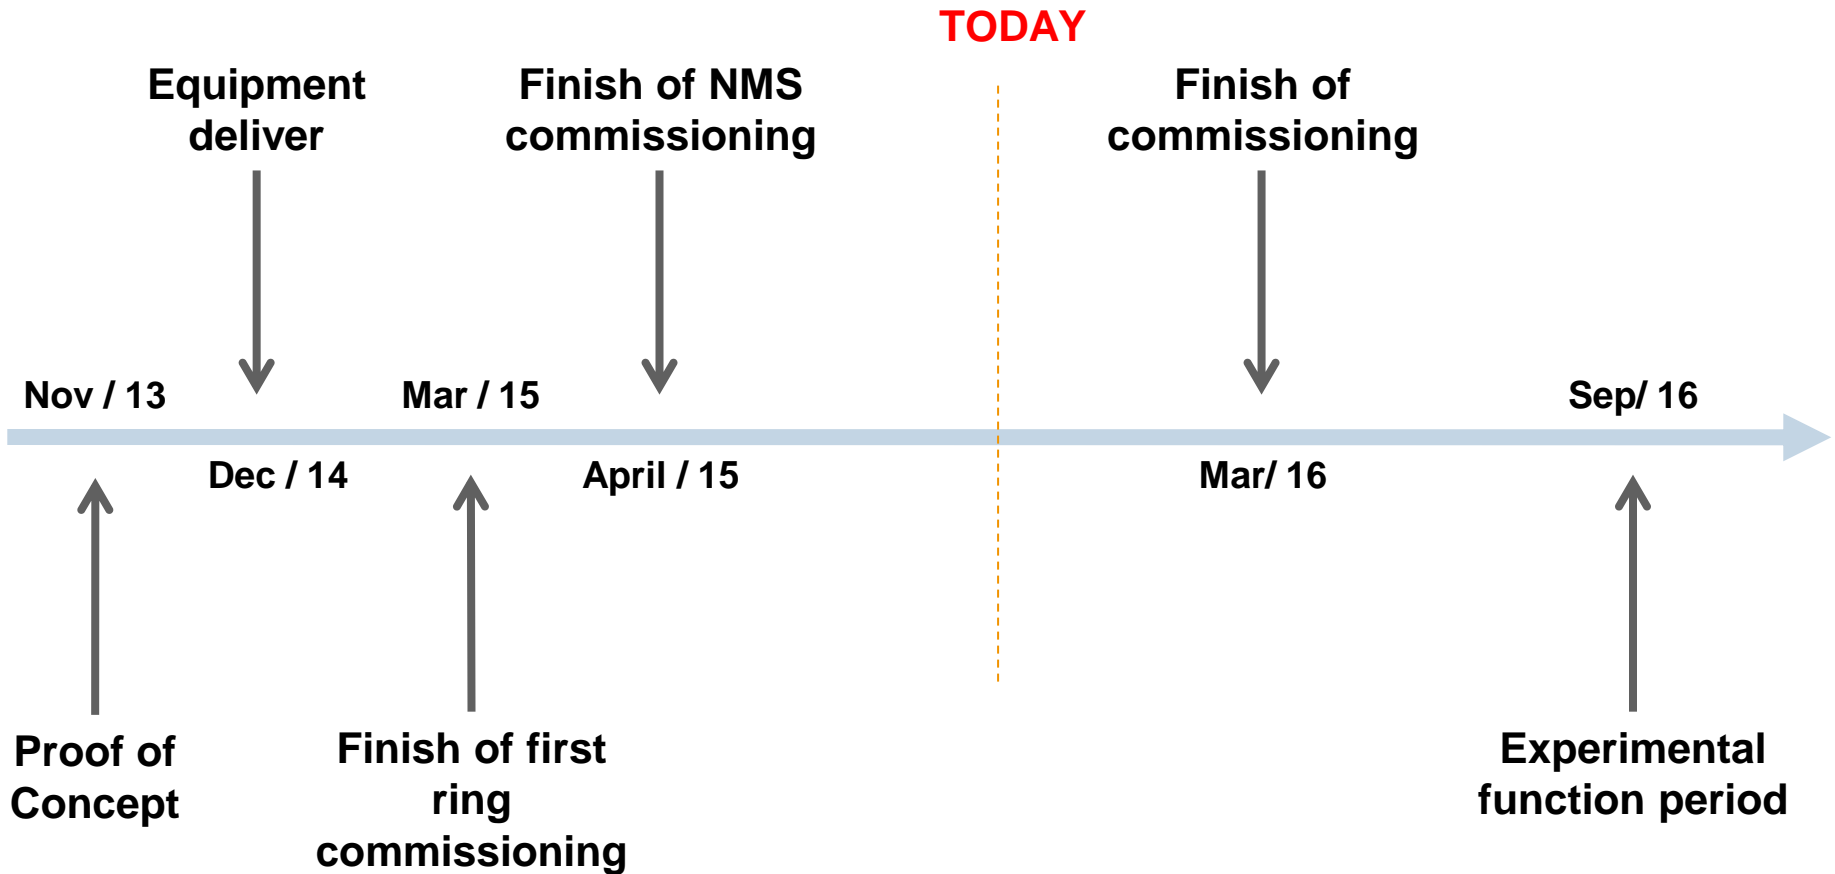 TODAY
Equipment
deliver
Finish of NMS
commissioning
Finish of
commissioning
Nov / 13
Mar / 15
Sep/ 16
Dec / 14
April / 15
Mar/ 16
Proof of
Concept
Finish of first
ring
commissioning
Experimental
function period